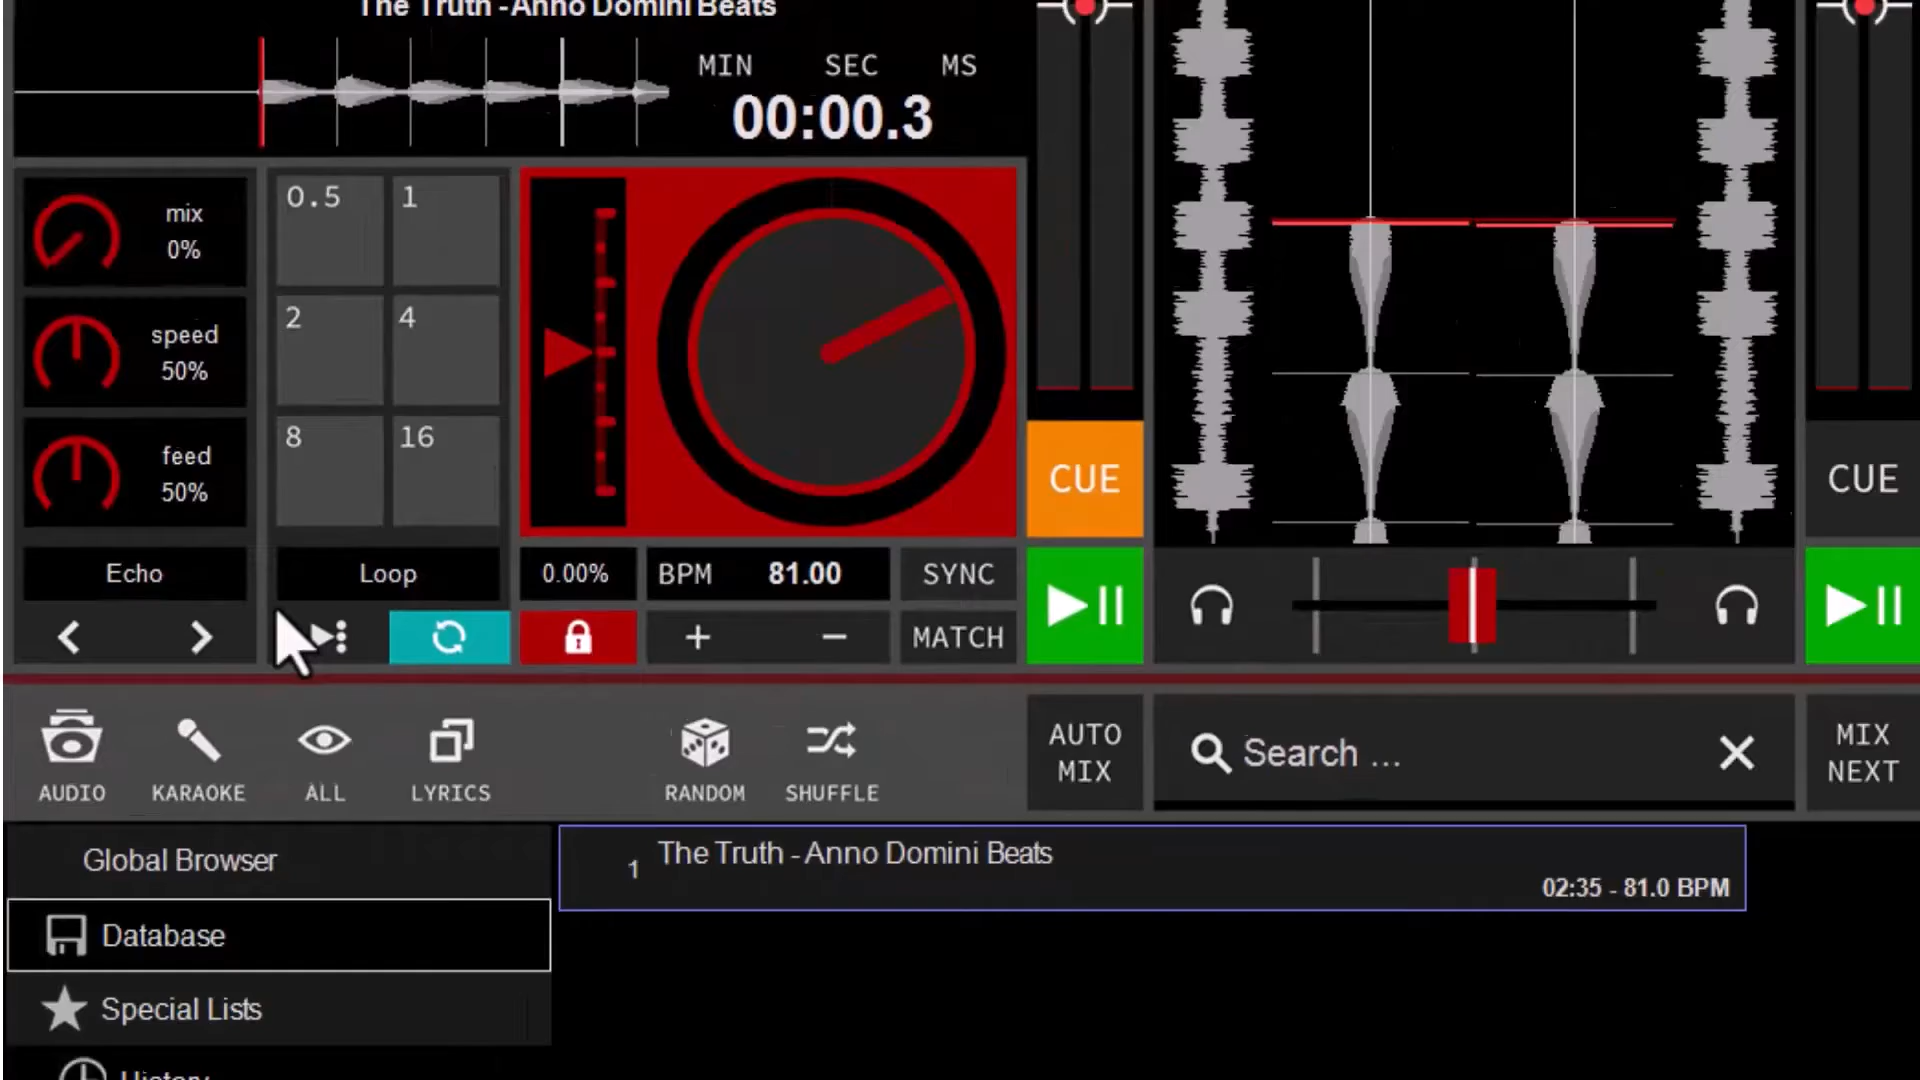 The Truth - Anno Domini Beats
MIN SEC MS
00:00.3
mix
0%
speed
50%
feed
50%
0.5 1
2 4
8 16
CUE
CUE
Echo
Loop
0.00%
BPM 81.00
SYNC
+ −
MATCH
AUDIO
KARAOKE
ALL
LYRICS
RANDOM
SHUFFLE
AUTO
MIX
Search ...
MIX
NEXT
Global Browser
1 The Truth - Anno Domini Beats
02:35 - 81.0 BPM
Database
Special Lists
History